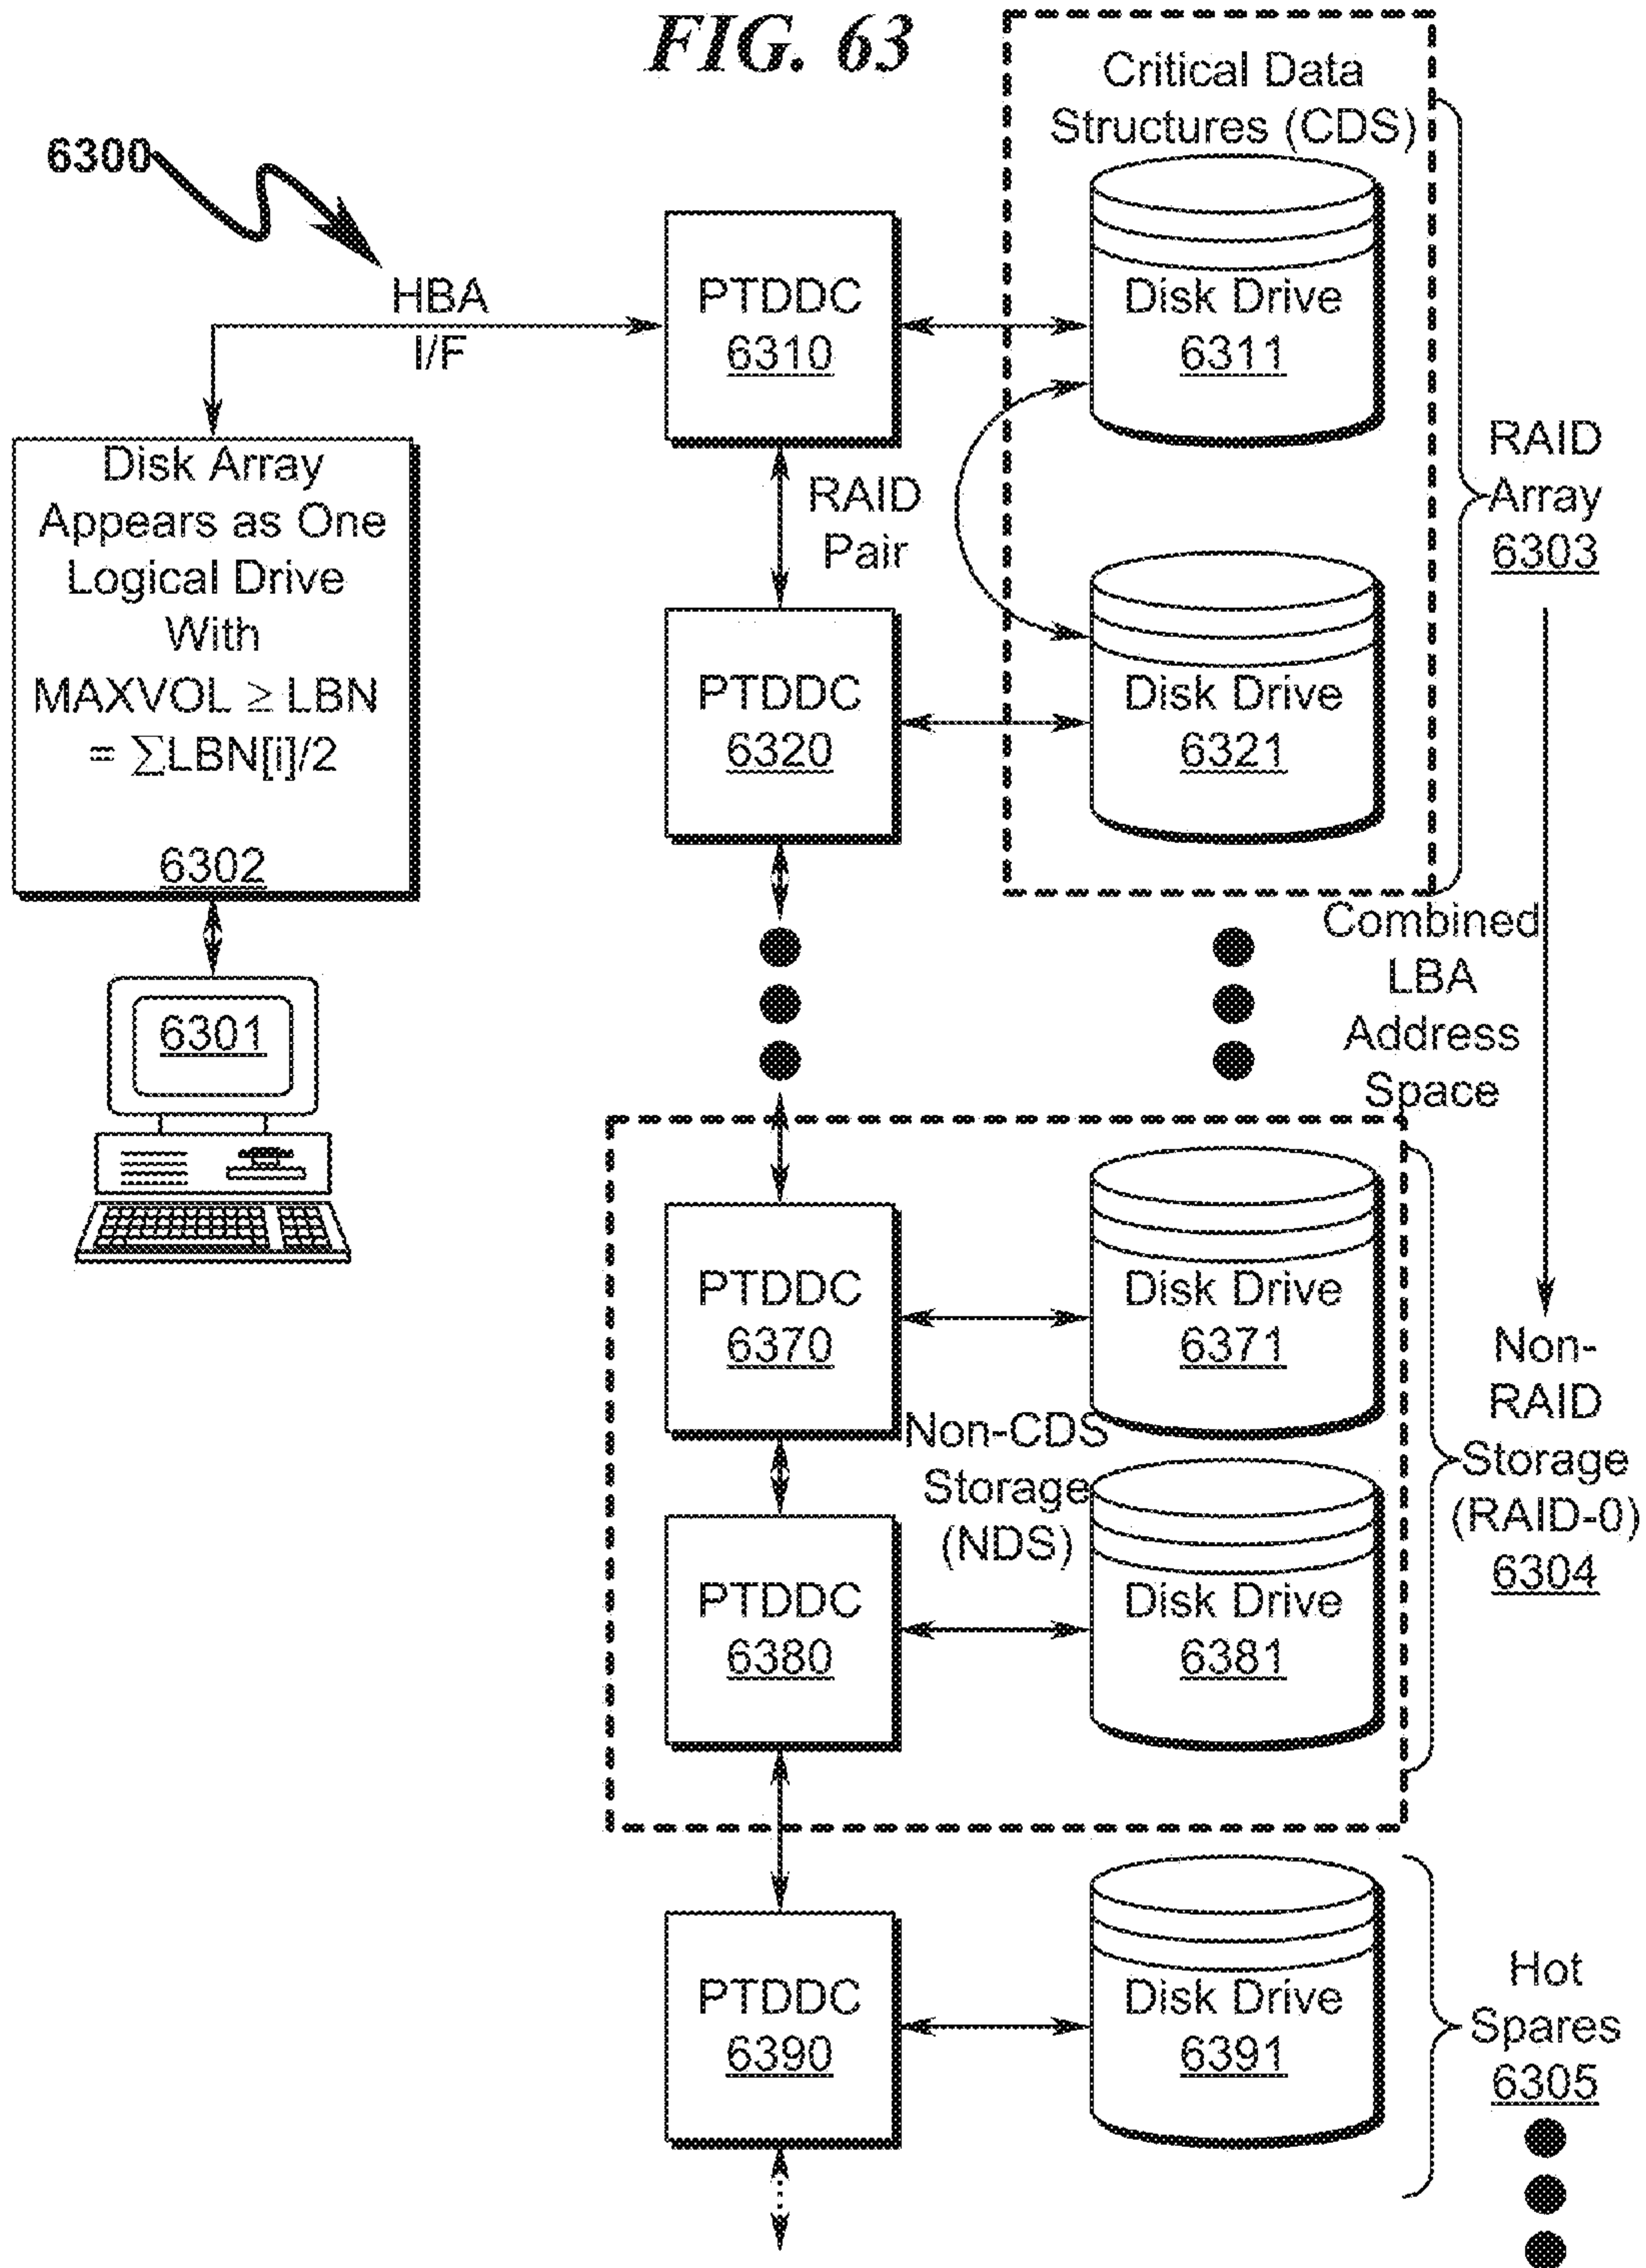 FIG. 63
Critical Data
Structures (CDS)
6300
HBA
I/F
PTDDC
6310
Disk Drive
6311
RAID
Array
6303
Disk Array
Appears as One
Logical Drive
With
MAXVOL ≥ LBN
= ∑LBN[i]/2
6302
RAID
Pair
PTDDC
6320
Disk Drive
6321
6301
Combined
LBA
Address
Space
PTDDC
6370
Disk Drive
6371
Non-CDS
Storage
(NDS)
Non-
RAID
Storage
(RAID-0)
6304
PTDDC
6380
Disk Drive
6381
PTDDC
6390
Disk Drive
6391
Hot
Spares
6305